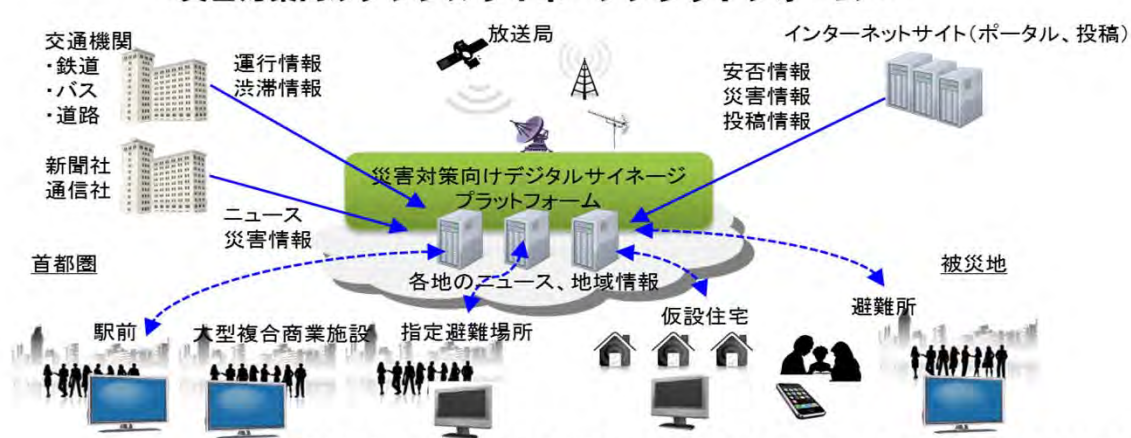 交通機関
・鉄道
・バス
・道路
運行情報
渋滞情報
放送局
インターネットサイト（ポータル、投稿）
安否情報
災害情報
投稿情報
新聞社
通信社
災害対策向けデジタルサイネージ
プラットフォーム
ニュース
災害情報
各地のニュース、地域情報
首都圏
被災地
駅前
大型複合商業施設
指定避難場所
仮設住宅
避難所